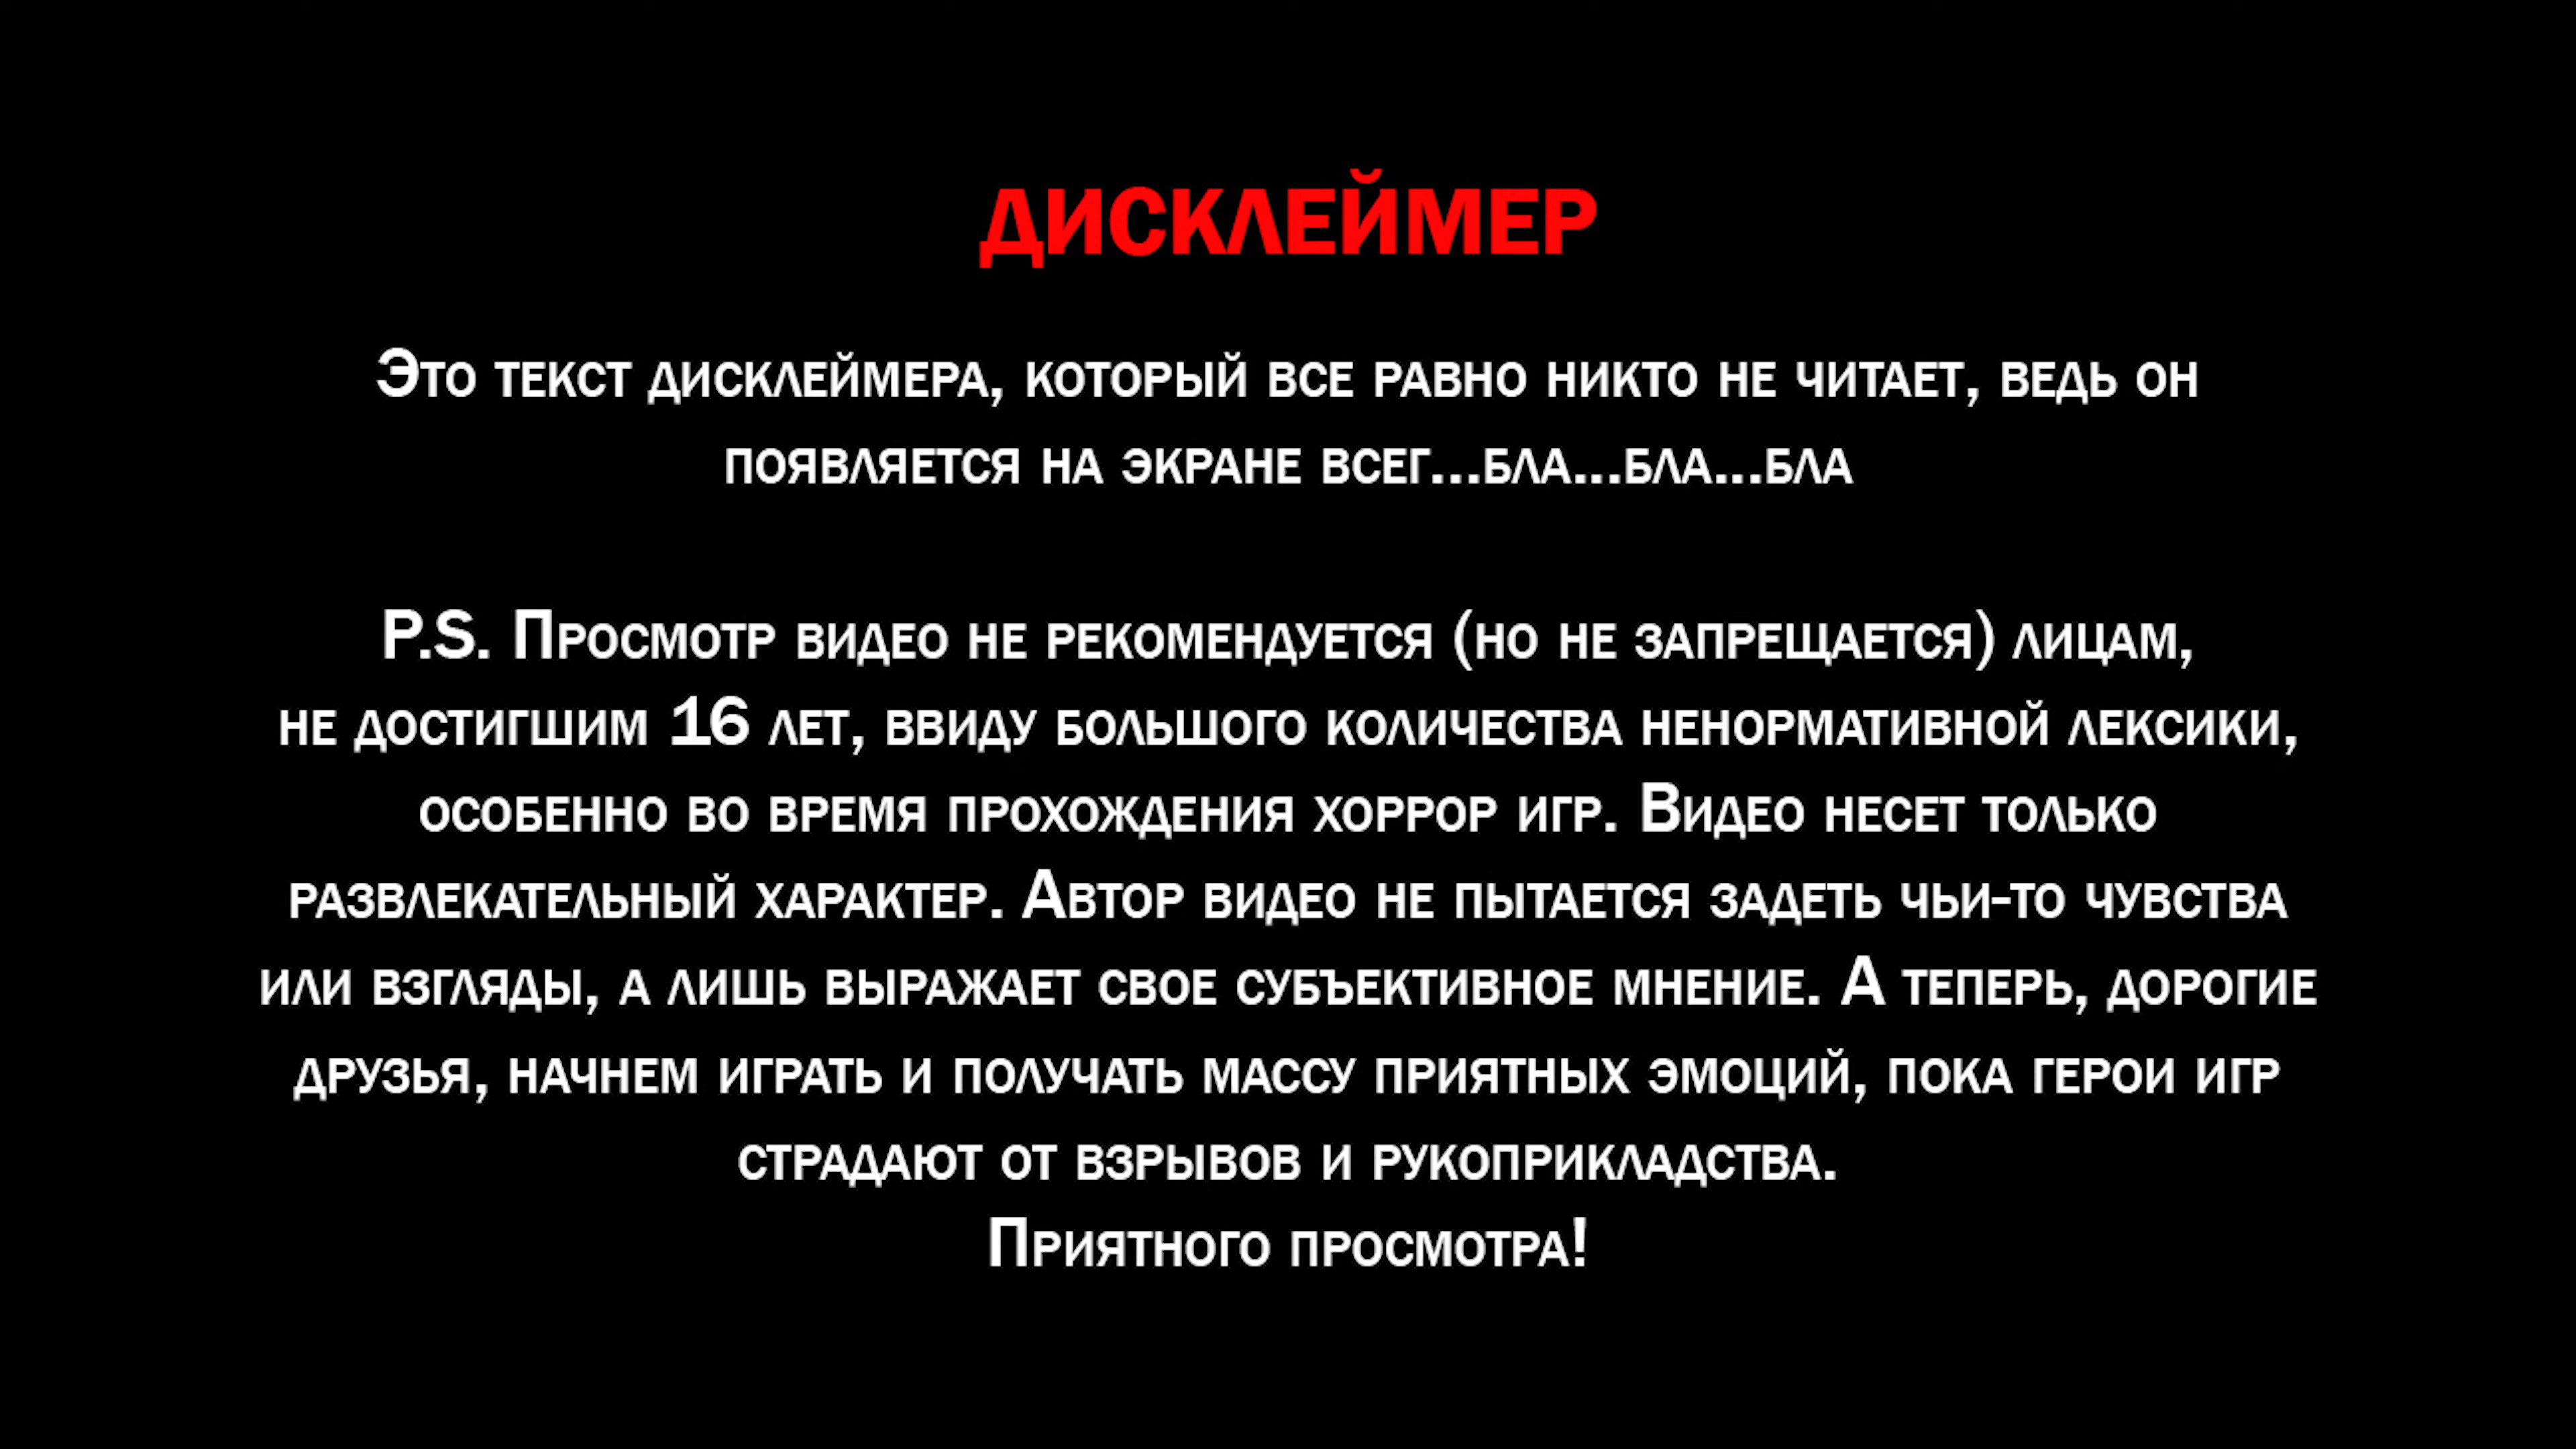 ДИСКЛЕЙМЕР
Это текст дисклеймера, который все равно никто не читает, ведь он
появляется на экране всег...бла...бла...бла
P.S. Просмотр видео не рекомендуется (но не запрещается) лицам,
не достигшим 16 лет, ввиду большого количества ненормативной лексики,
особенно во время прохождения хоррор игр. Видео несет только
развлекательный характер. Автор видео не пытается задеть чьи-то чувства
или взгляды, а лишь выражает свое субъективное мнение. А теперь, дорогие
друзья, начнем играть и получать массу приятных эмоций, пока герои игр
страдают от взрывов и рукоприкладства.
Приятного просмотра!